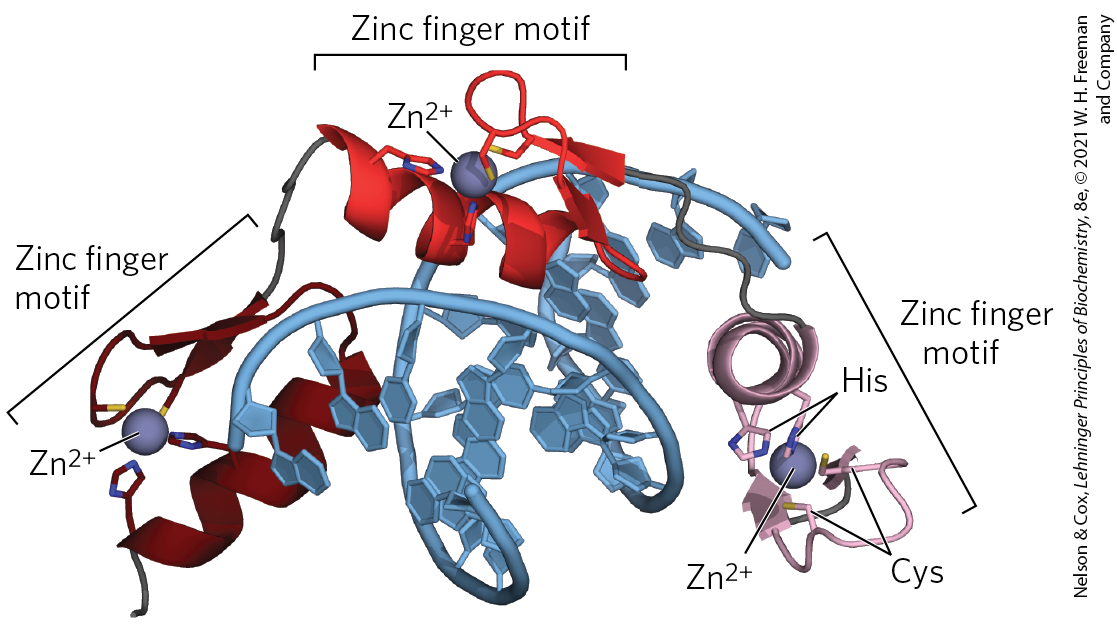 Zinc finger motif
Zn2+
Zinc finger
motif
Zn2+
Zinc finger
motif
His
Zn2+
Cys
Nelson & Cox, Lehninger Principles of Biochemistry, 8e, © 2021 W. H. Freeman
and Company